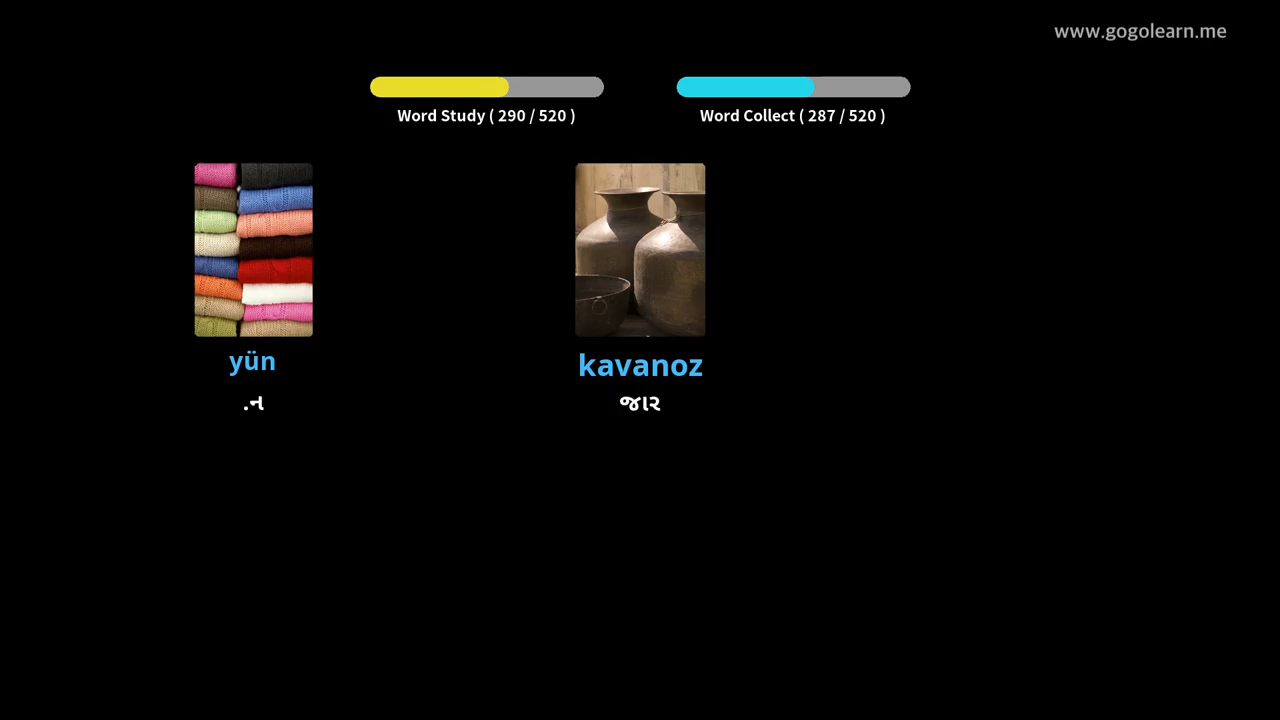 www.gogolearn.me
Word Study ( 290 / 520 )
Word Collect ( 287 / 520 )
yün
.ન
kavanoz
જાર